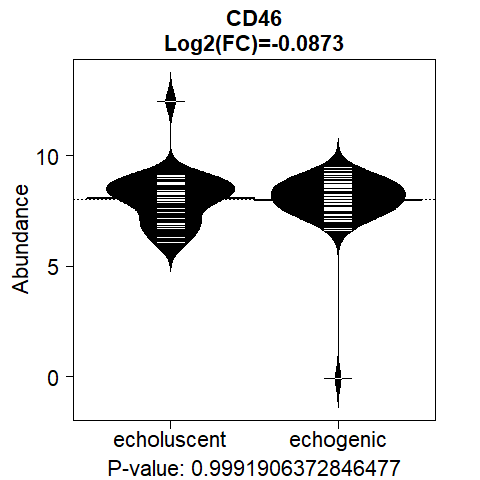 CD46
Log2(FC)=-0.0873
Abundance
10
5
0
echoluscent echogenic
P-value: 0.9991906372846477